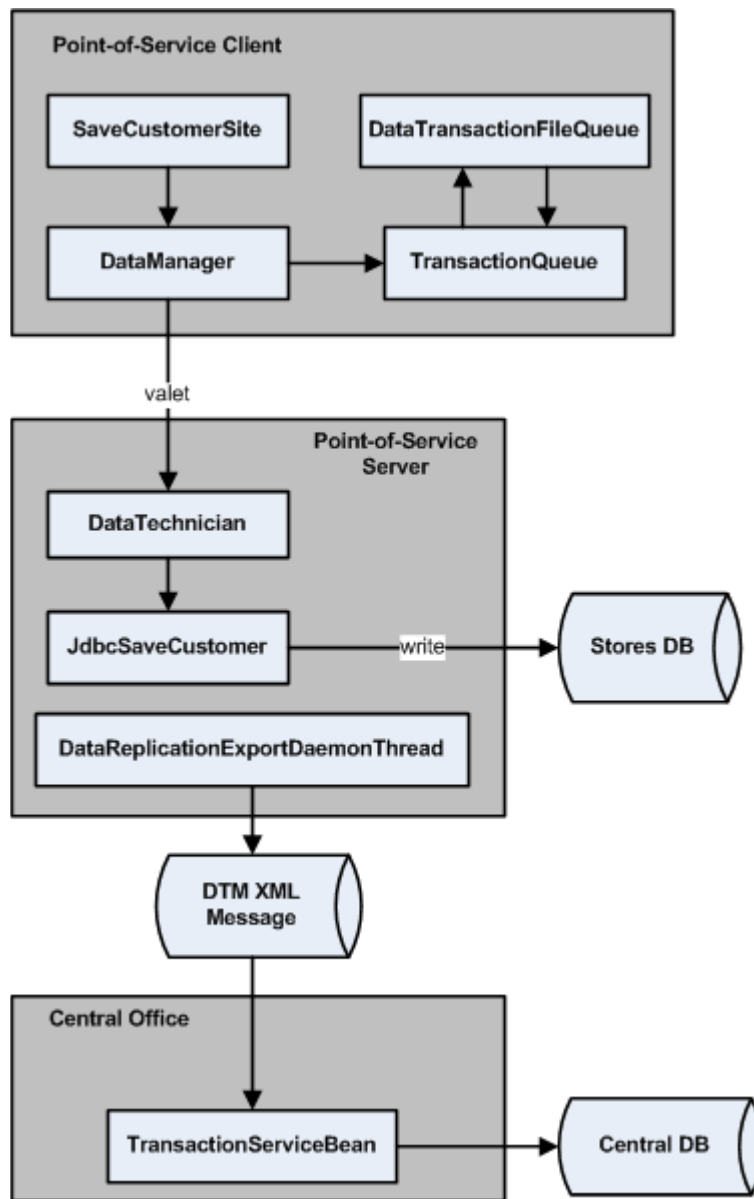 Point-of-Service Client
SaveCustomerSite
DataTransactionFileQueue
DataManager
TransactionQueue
valet
Point-of-Service
Server
DataTechnician
JdbcSaveCustomer
write
Stores DB
DataReplicationExportDaemonThread
DTM XML
Message
Central Office
TransactionServiceBean
Central DB